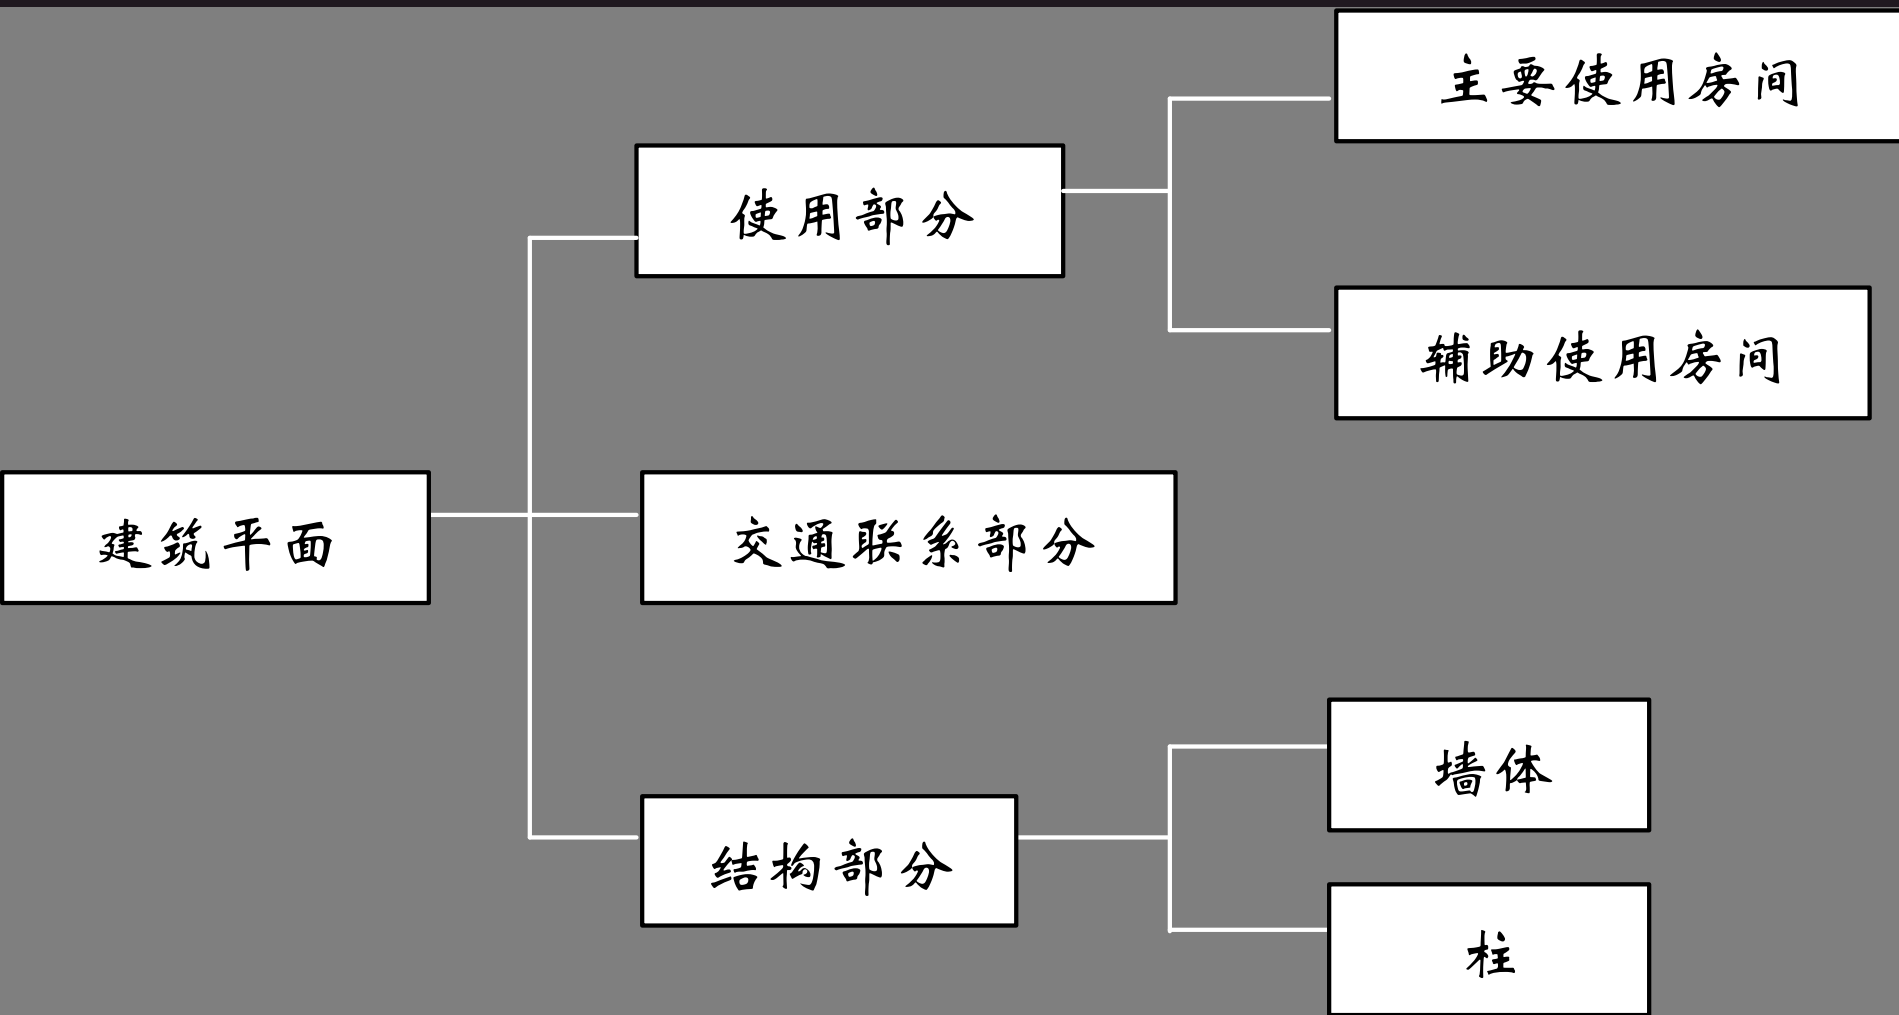 主要使用房间
使用部分
辅助使用房间
建筑平面
交通联系部分
墙体
结构部分
柱